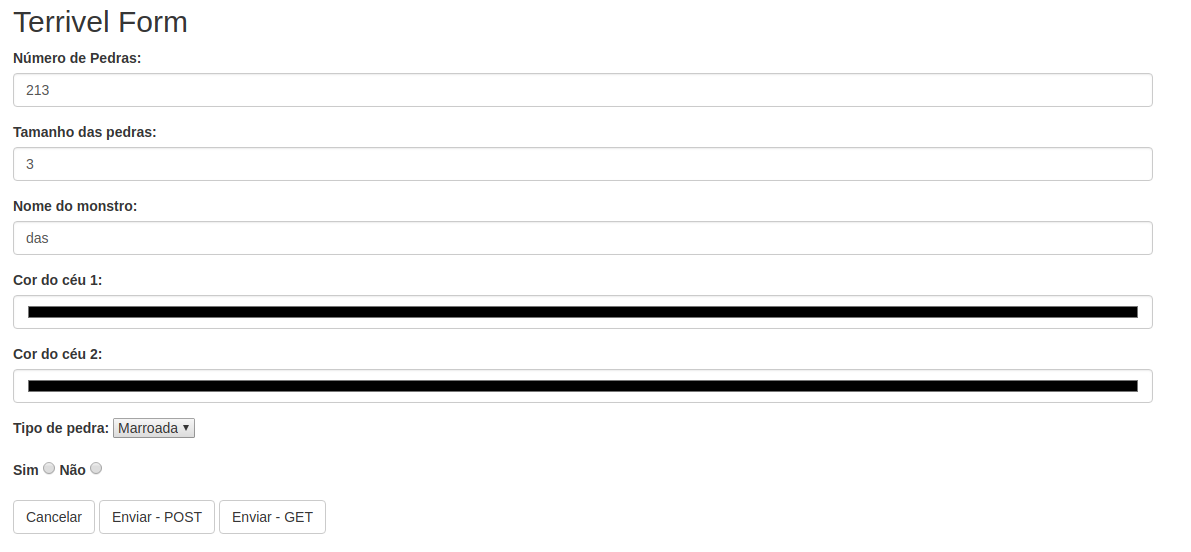 Terrivel Form
Número de Pedras:
213
Tamanho das pedras:
3
Nome do monstro:
das
Cor do céu 1:
Cor do céu 2:
Tipo de pedra: Marroada
Sim Não
Cancelar Enviar - POST Enviar - GET